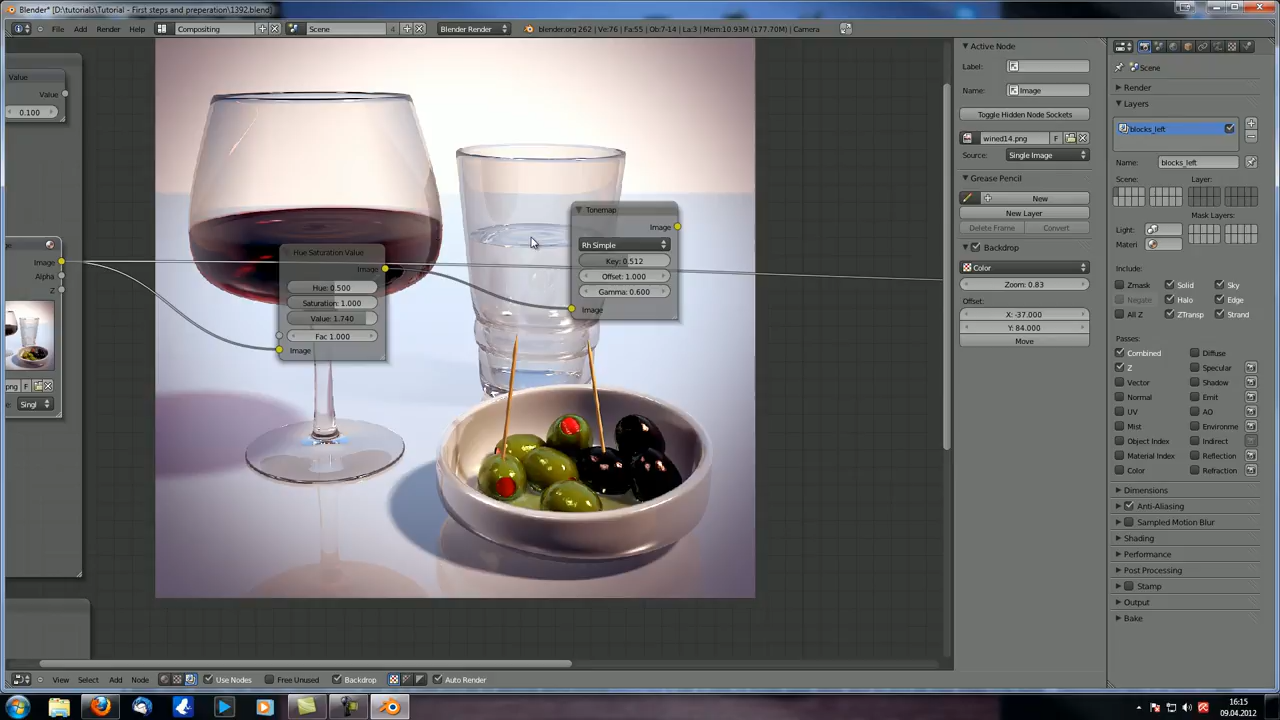 Blender* [D:\tutorials\Tutorial - First steps and preperation\1392.blend]
File Add Render Help Compositing Scene 4 Blender Render blender.org 262 | Ve:76 | Fa:55 | Ob:7-14 | La:3 | Mem:10.93M (177.70M) | Camera
Value
Value
0.100
Image
Alpha
Z
png F
Singl
Hue Saturation Value
Image
Hue: 0.500
Saturation: 1.000
Value: 1.740
Fac 1.000
Image
Tonemap
Image
Rh Simple
Key: 0.512
Offset: 1.000
Gamma: 0.600
Image
Active Node
Label:
Name: Image
Toggle Hidden Node Sockets
wined14.png F
Source: Single Image
Grease Pencil
New
New Layer
Delete Frame Convert
Backdrop
Color
Zoom: 0.83
Offset:
X: -37.000
Y: 84.000
Move
Scene
Render
Layers
blocks_left
Name: blocks_left
Scene: Layer:
Mask Layers:
Light:
Materi
Include:
Zmask Solid Sky
Negate Halo Edge
All Z ZTransp Strand
Passes:
Combined Diffuse
Z Specular
Vector Shadow
Normal Emit
UV AO
Mist Environme
Object Index Indirect
Material Index Reflection
Color Refraction
Dimensions
Anti-Aliasing
Sampled Motion Blur
Shading
Performance
Post Processing
Stamp
Output
Bake
View Select Add Node Use Nodes Free Unused Backdrop Auto Render
16:15
09.04.2012